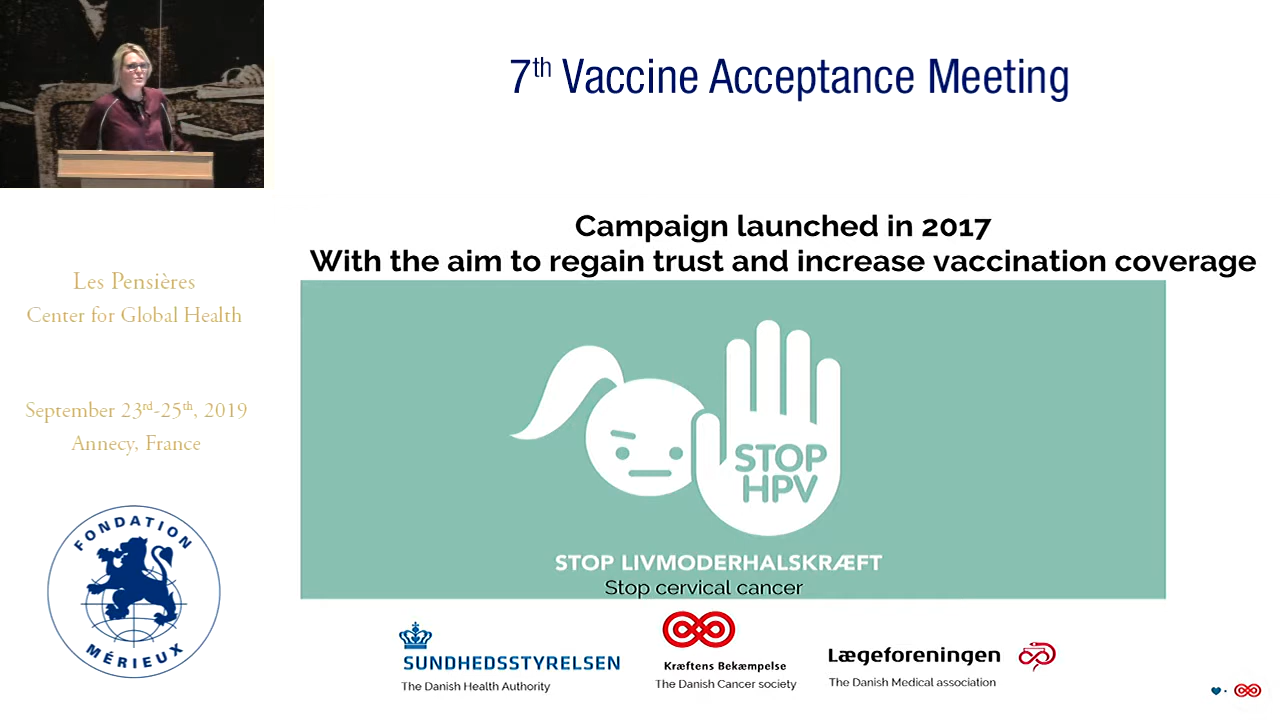 7th Vaccine Acceptance Meeting
Campaign launched in 2017
With the aim to regain trust and increase vaccination coverage
Les Pensières
Center for Global Health
September 23rd-25th, 2019
Annecy, France
FONDATION
MÉRIEUX
STOP
HPV
STOP LIVMODERHALSKRÆFT
Stop cervical cancer
SUNDHEDSSTYRELSEN
The Danish Health Authority
Kræftens Bekæmpelse
The Danish Cancer society
Lægeforeningen
The Danish Medical association